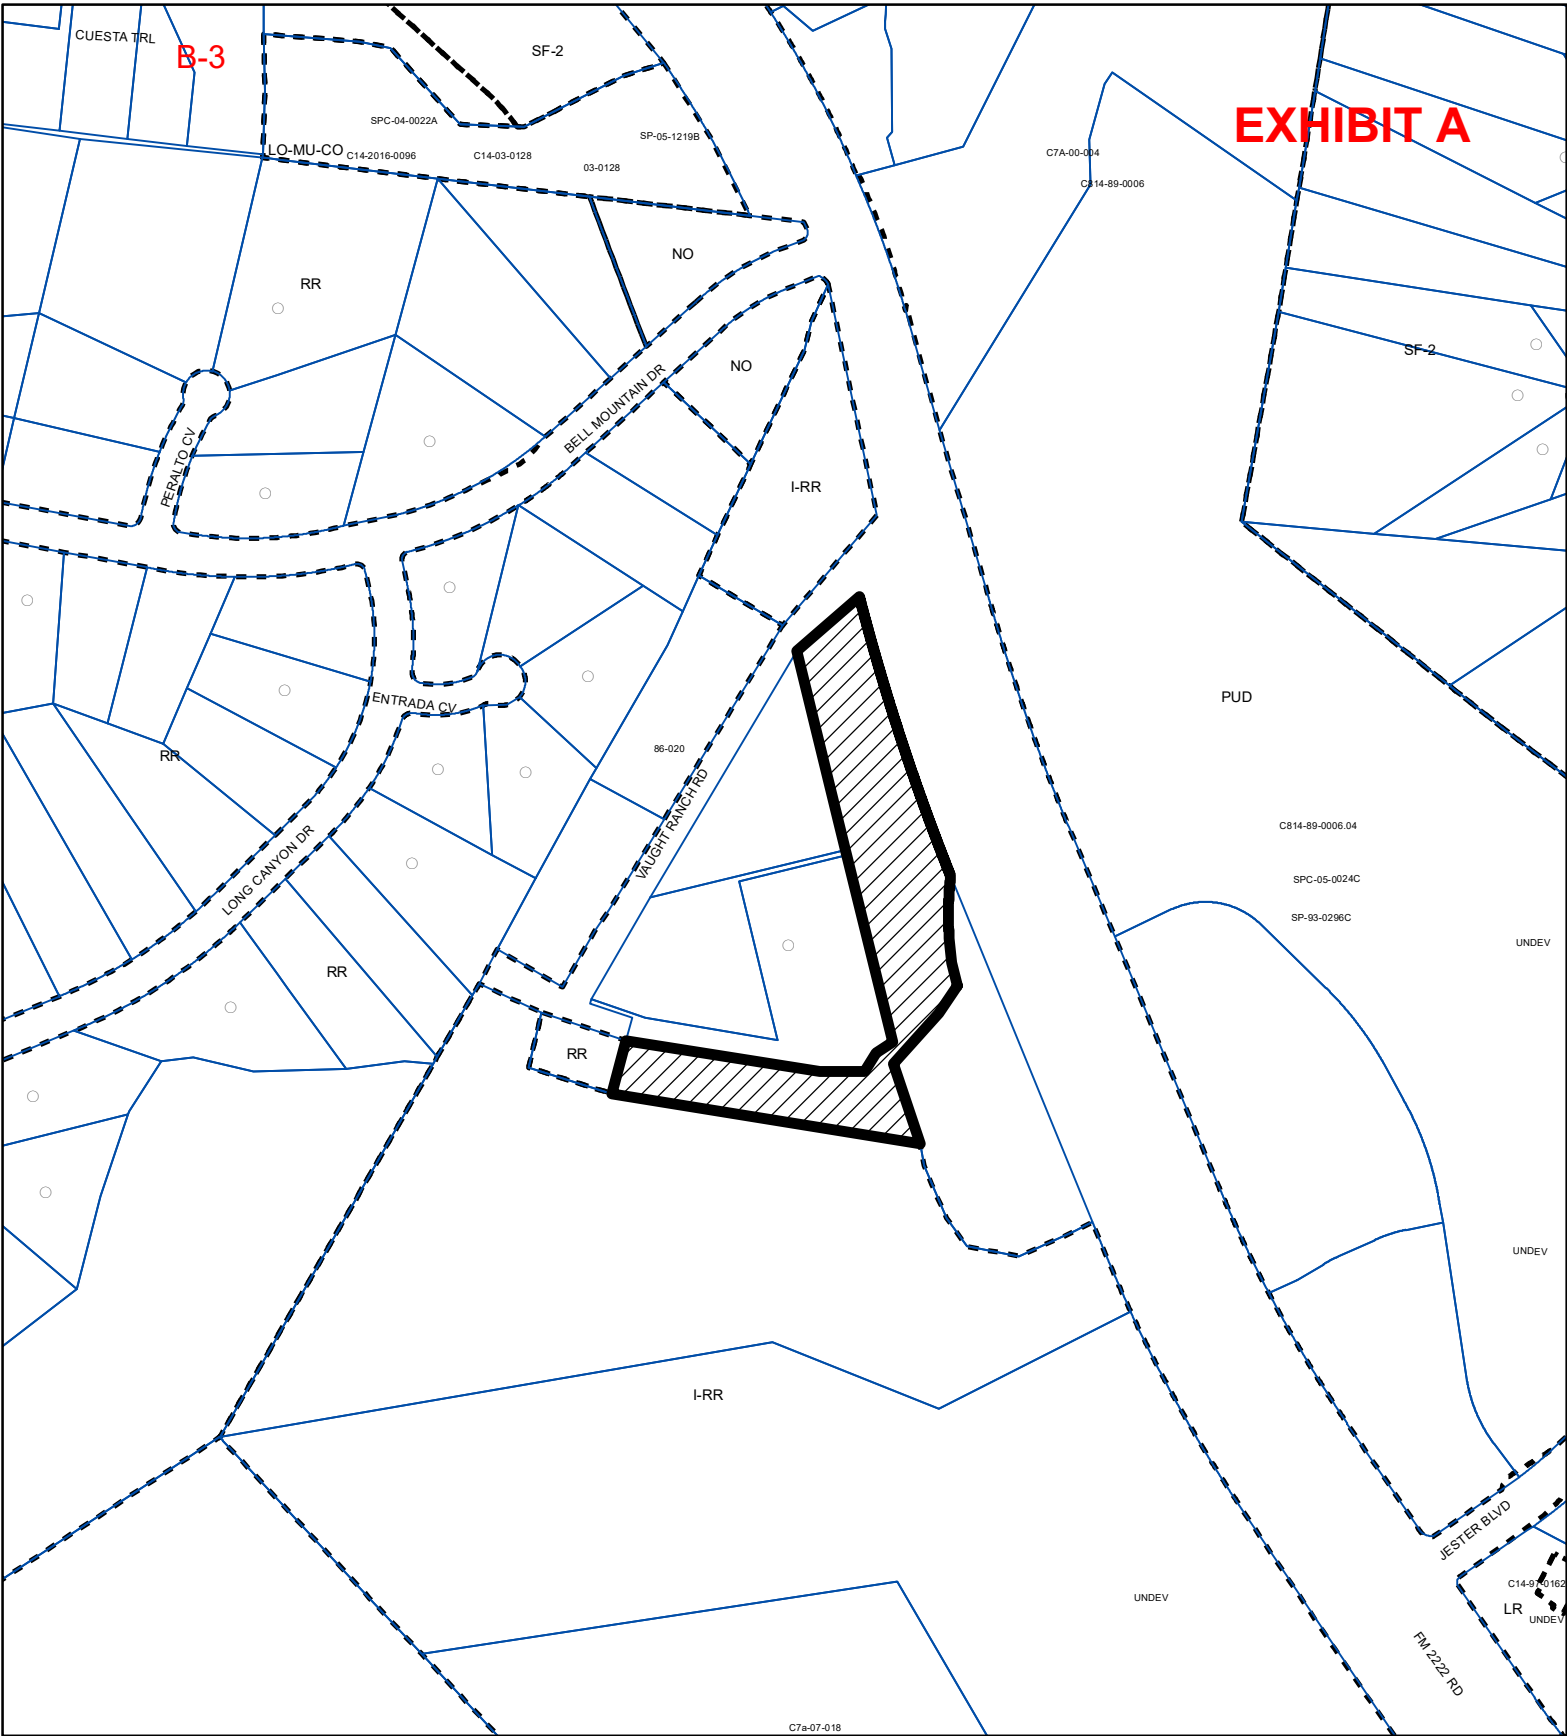 CUESTA TRL
B-3
SF-2
EXHIBIT A
SPC-04-0022A
SP-05-1219B
LO-MU-CO
C14-2016-0096
C14-03-0128
03-0128
C7A-00-004
C814-89-0006
NO
RR
NO
SF-2
BELL MOUNTAIN DR
PERALTO CV
I-RR
ENTRADA CV
PUD
86-020
RR
VAUGHT RANCH RD
LONG CANYON DR
C814-89-0006.04
SPC-05-0024C
SP-93-0296C
UNDEV
RR
RR
UNDEV
I-RR
JESTER BLVD
UNDEV
C14-97-0162
LR
UNDEV
FM 2222 RD
C7a-07-018